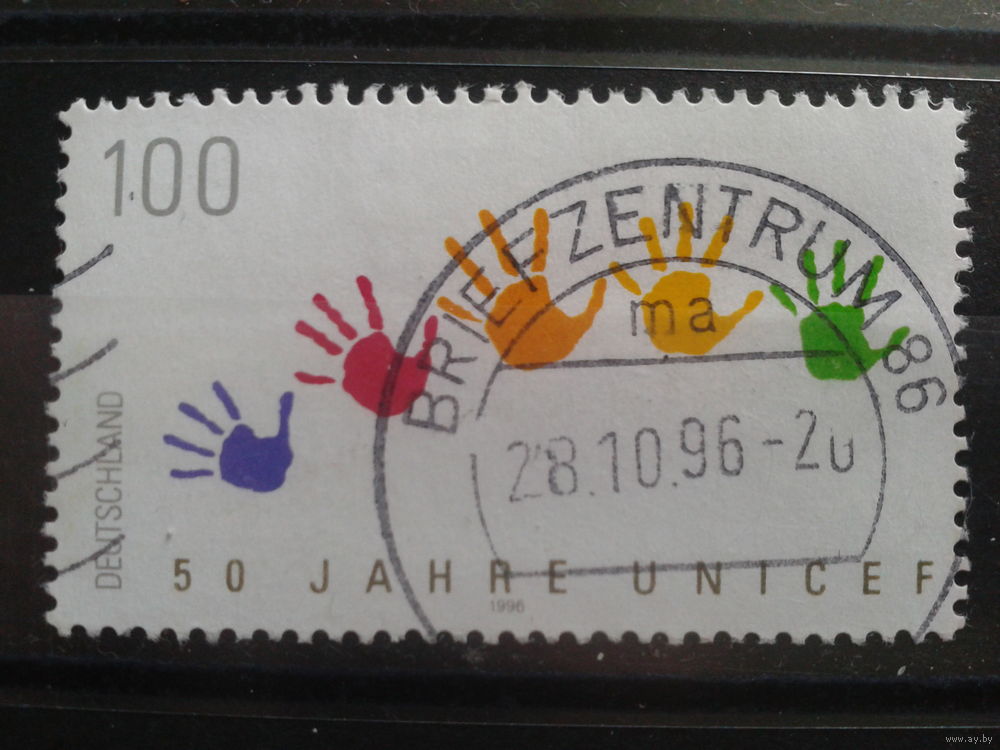 100
BRIEFZENTRUM 86
ma
28.10.96-20
DEUTSCHLAND
50 JAHRE UNICEF
1996
www.ay.by